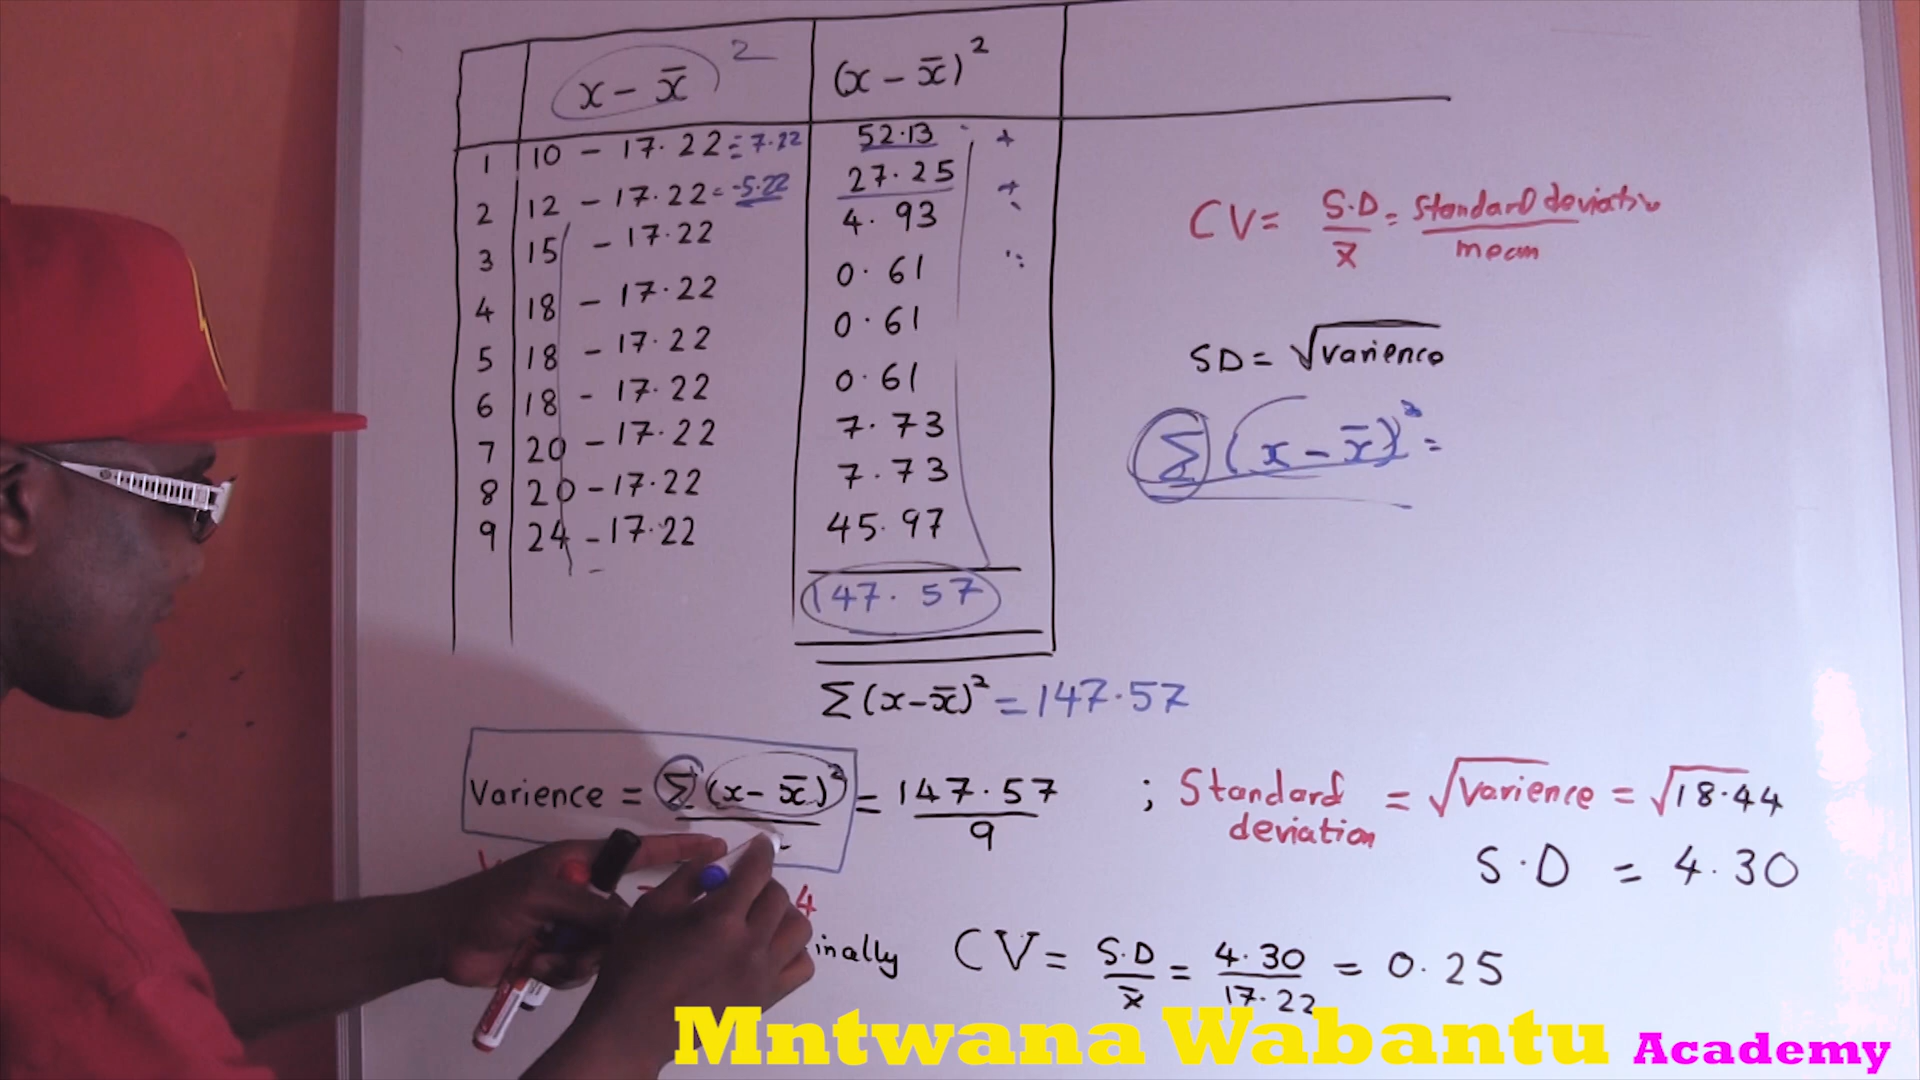 x - x̄ 2 (x - x̄)²
1 10 - 17.22 = 7.22 52.13 +
2 12 - 17.22 = -5.22 27.25 +
3 15 - 17.22 4.93
4 18 - 17.22 0.61
5 18 - 17.22 0.61
6 18 - 17.22 0.61
7 20 - 17.22 7.73
8 20 - 17.22 7.73
9 24 - 17.22 45.97
147.57
Σ(x-x̄)² = 147.57
CV = S.D / x̄ = Standard deviation / mean
SD = √varience
Σ(x - x̄)² =
Varience = Σ(x - x̄)² = 147.57 / 9 ; Standard deviation = √varience = √18.44
S.D = 4.30
4
inally CV = S.D / x̄ = 4.30 / 17.22 = 0.25
Mntwana Wabantu Academy